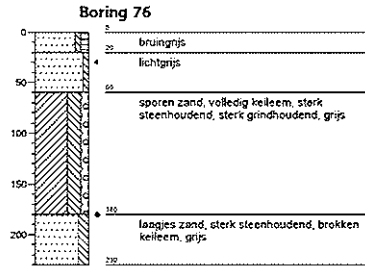 Boring 76
0
0
bruingrijs
20
lichtgrijs
50
60
sporen zand, volledig keileem, sterk
steenhoudend, sterk grindhoudend, grijs
100
150
180
laagjes zand, sterk steenhoudend, brokken
keileem, grijs
200
230